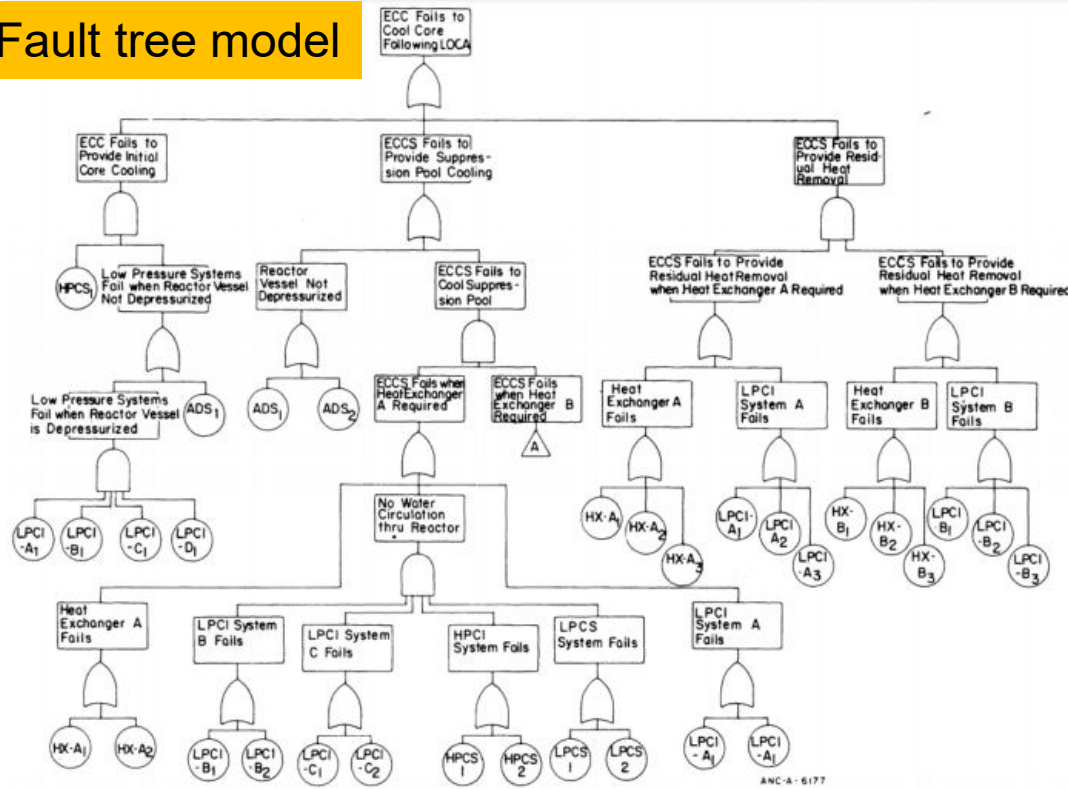 Fault tree model
ECC Fails to
Cool Core
Following LOCA
ECC Fails to
Provide Initial
Core Cooling
ECCS Fails to
Provide Suppres-
sion Pool Cooling
ECCS Fails to
Provide Resid-
ual Heat
Removal
HPCS1
Low Pressure Systems
Fail when Reactor Vessel
Not Depressurized
Reactor
Vessel Not
Depressurized
ECCS Fails to
Cool Suppres-
sion Pool
ECCS Fails to Provide
Residual Heat Removal
when Heat Exchanger A Required
ECCS Fails to Provide
Residual Heat Removal
when Heat Exchanger B Required
Low Pressure Systems
Fail when Reactor Vessel
is Depressurized
ADS1
ADS1
ADS2
ECCS Fails when
Heat Exchanger
A Required
ECCS Fails
when Heat
Exchanger B
Required
A
Heat
Exchanger A
Fails
LPCI
System A
Fails
Heat
Exchanger B
Fails
LPCI
System B
Fails
LPCI
-A1
LPCI
-B1
LPCI
-C1
LPCI
-D1
No Water
Circulation
thru Reactor
HX-A1
HX-A2
HX-A3
LPCI-
A1
LPCI
A2
LPCI
-A3
HX-
B1
HX-
B2
HX-
B3
LPCI
B1
LPCI
-B2
LPCI
-B3
Heat
Exchanger A
Fails
LPCI System
B Fails
LPCI System
C Fails
HPCI
System Fails
LPCS
System Fails
LPCI
System A
Fails
HX-A1
HX-A2
LPCI
-B1
LPCI
-B2
LPCI
-C1
LPCI
-C2
HPCS
1
HPCS
2
LPCS
1
LPCS
2
LPCI
-A1
LPCI
-A1
ANC-A-6177